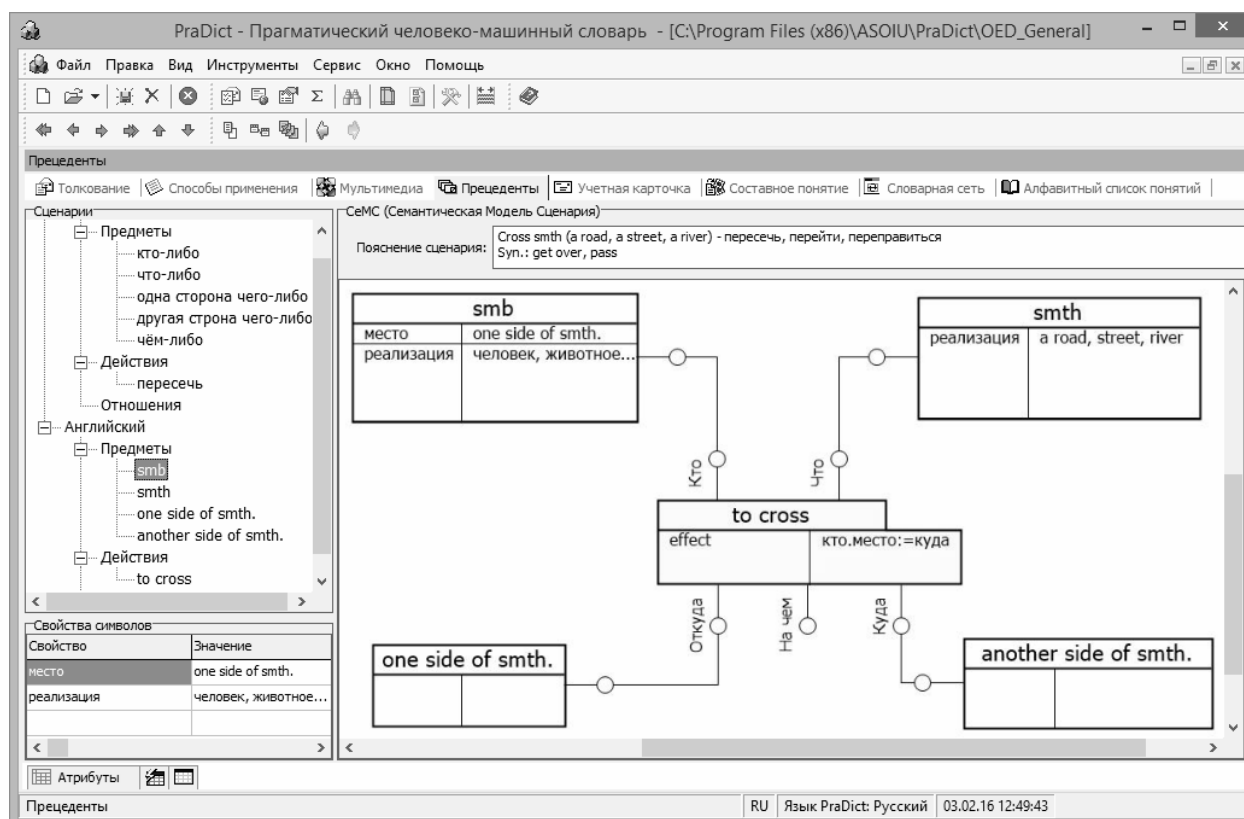 PraDict - Прагматический человеко-машинный словарь - [C:\Program Files (x86)\ASOIU\PraDict\OED_General]
Файл Правка Вид Инструменты Сервис Окно Помощь
Прецеденты
Толкование Способы применения Мультимедиа Прецеденты Учетная карточка Составное понятие Словарная сеть Алфавитный список понятий
Сценарии
Предметы
кто-либо
что-либо
одна сторона чего-либо
другая строна чего-либо
чём-либо
Действия
пересечь
Отношения
Английский
Предметы
smb
smth
one side of smth.
another side of smth.
Действия
to cross
Свойства символов
Свойство Значение
место one side of smth.
реализация человек, животное...
СеМС (Семантическая Модель Сценария)
Пояснение сценария:
Cross smth (a road, a street, a river) - пересечь, перейти, переправиться
Syn.: get over, pass
smb
место one side of smth.
реализация человек, животное...
smth
реализация a road, street, river
Кто
Что
to cross
effect кто.место:=куда
Откуда
На чем
Куда
one side of smth.
another side of smth.
Атрибуты
Прецеденты RU Язык PraDict: Русский 03.02.16 12:49:43